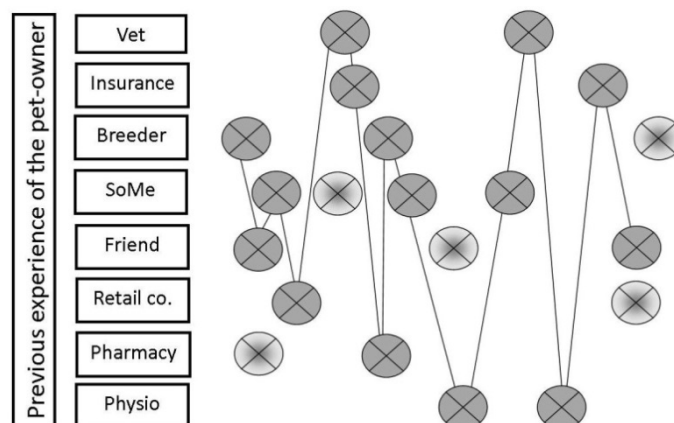 Previous experience of the pet-owner
Vet
Insurance
Breeder
SoMe
Friend
Retail co.
Pharmacy
Physio